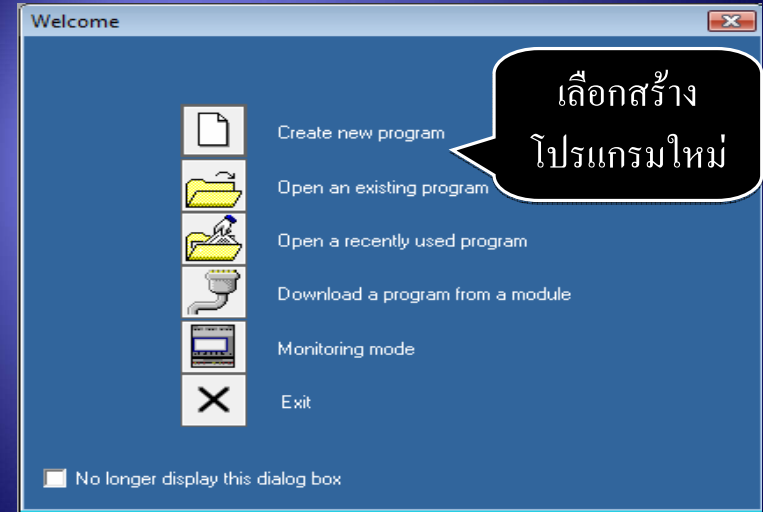 Welcome
เลือกสร้าง
โปรแกรมใหม่
Create new program
Open an existing program
Open a recently used program
Download a program from a module
Monitoring mode
Exit
No longer display this dialog box